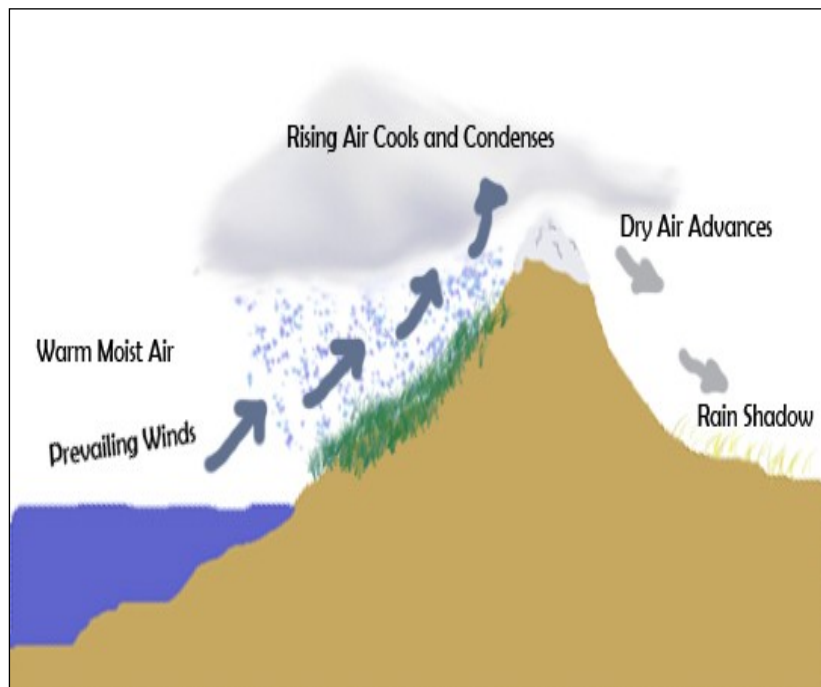 Rising Air Cools and Condenses
Dry Air Advances
Warm Moist Air
Prevailing Winds
Rain Shadow